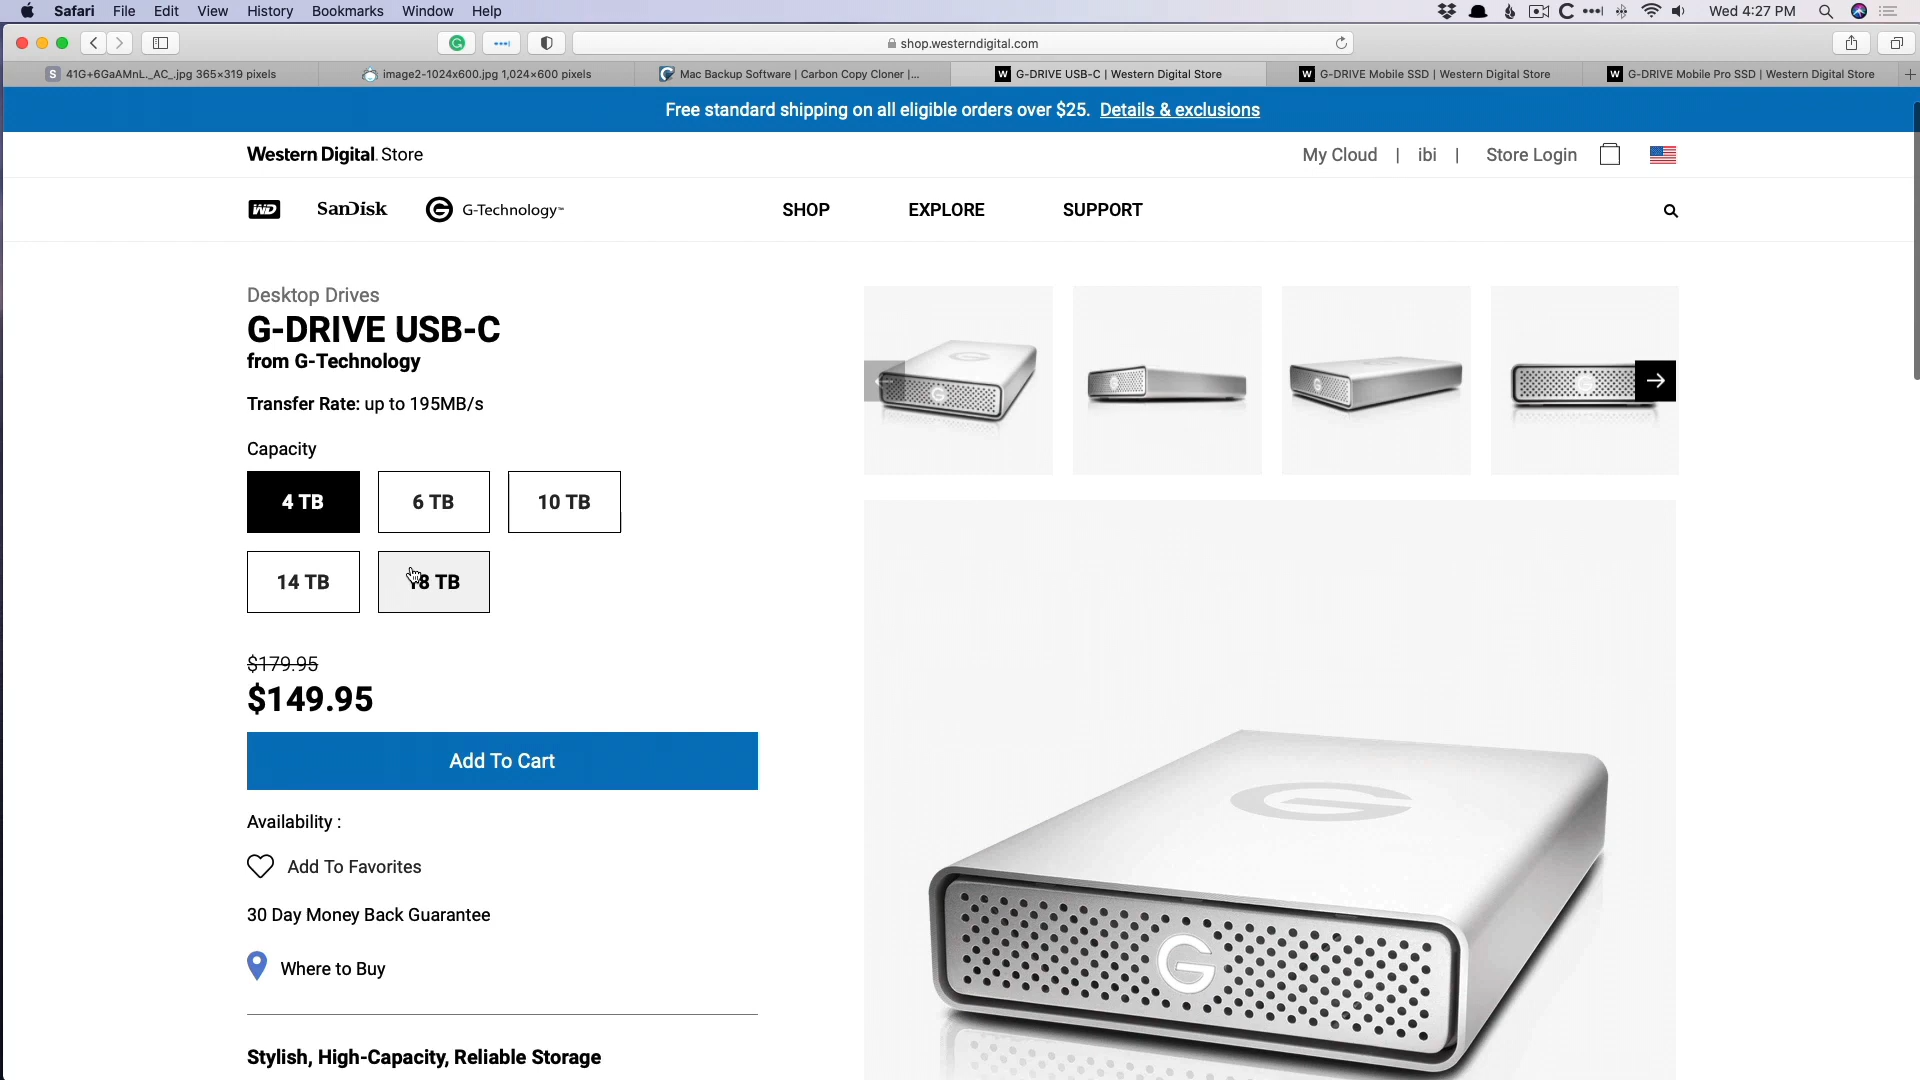 Safari File Edit View History Bookmarks Window Help Wed 4:27 PM
shop.westerndigital.com
41G+6GaAMnL._AC_.jpg 365×319 pixels
image2-1024x600.jpg 1,024×600 pixels
Mac Backup Software | Carbon Copy Cloner |...
G-DRIVE USB-C | Western Digital Store
G-DRIVE Mobile SSD | Western Digital Store
G-DRIVE Mobile Pro SSD | Western Digital Store
Free standard shipping on all eligible orders over $25. Details & exclusions
Western Digital. Store
My Cloud | ibi | Store Login
WD SanDisk G-Technology™
SHOP EXPLORE SUPPORT
Desktop Drives
G-DRIVE USB-C
from G-Technology
Transfer Rate: up to 195MB/s
Capacity
4 TB 6 TB 10 TB
14 TB 18 TB
$179.95
$149.95
Add To Cart
Availability :
Add To Favorites
30 Day Money Back Guarantee
Where to Buy
Stylish, High-Capacity, Reliable Storage